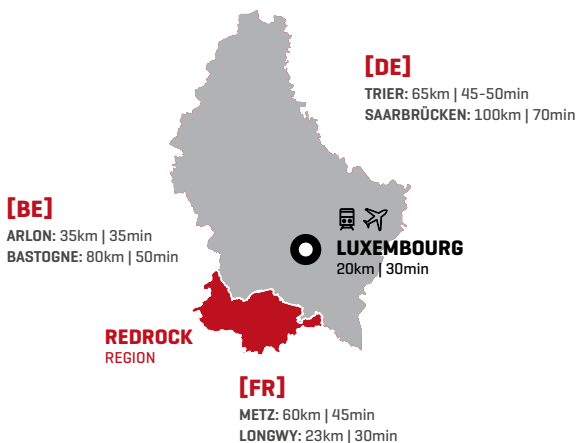 [DE]
TRIER: 65km | 45-50min
SAARBRÜCKEN: 100km | 70min
[BE]
ARLON: 35km | 35min
BASTOGNE: 80km | 50min
LUXEMBOURG
20km | 30min
REDROCK
REGION
[FR]
METZ: 60km | 45min
LONGWY: 23km | 30min